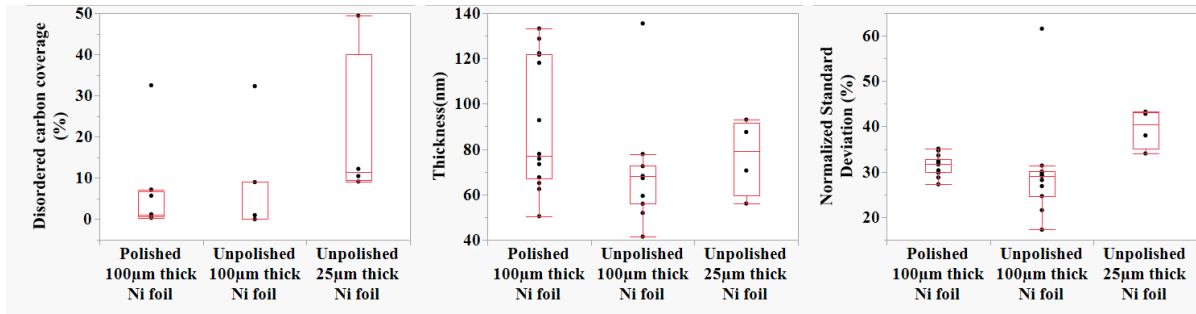 Disordered carbon coverage
(%)
50
40
30
20
10
0
Polished
100μm thick
Ni foil
Unpolished
100μm thick
Ni foil
Unpolished
25μm thick
Ni foil
Thickness(nm)
140
120
100
80
60
40
Polished
100μm thick
Ni foil
Unpolished
100μm thick
Ni foil
Unpolished
25μm thick
Ni foil
Normalized Standard
Deviation (%)
60
50
40
30
20
Polished
100μm thick
Ni foil
Unpolished
100μm thick
Ni foil
Unpolished
25μm thick
Ni foil